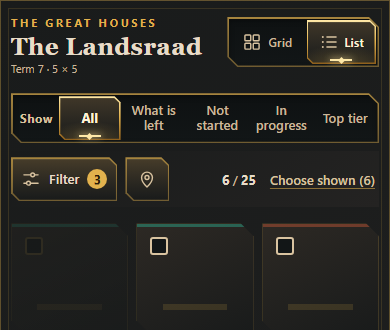 THE GREAT HOUSES
The Landsraad
Term 7 · 5 × 5
Grid
List
Show
All
What is left
Not started
In progress
Top tier
Filter 3
6 / 25
Choose shown (6)